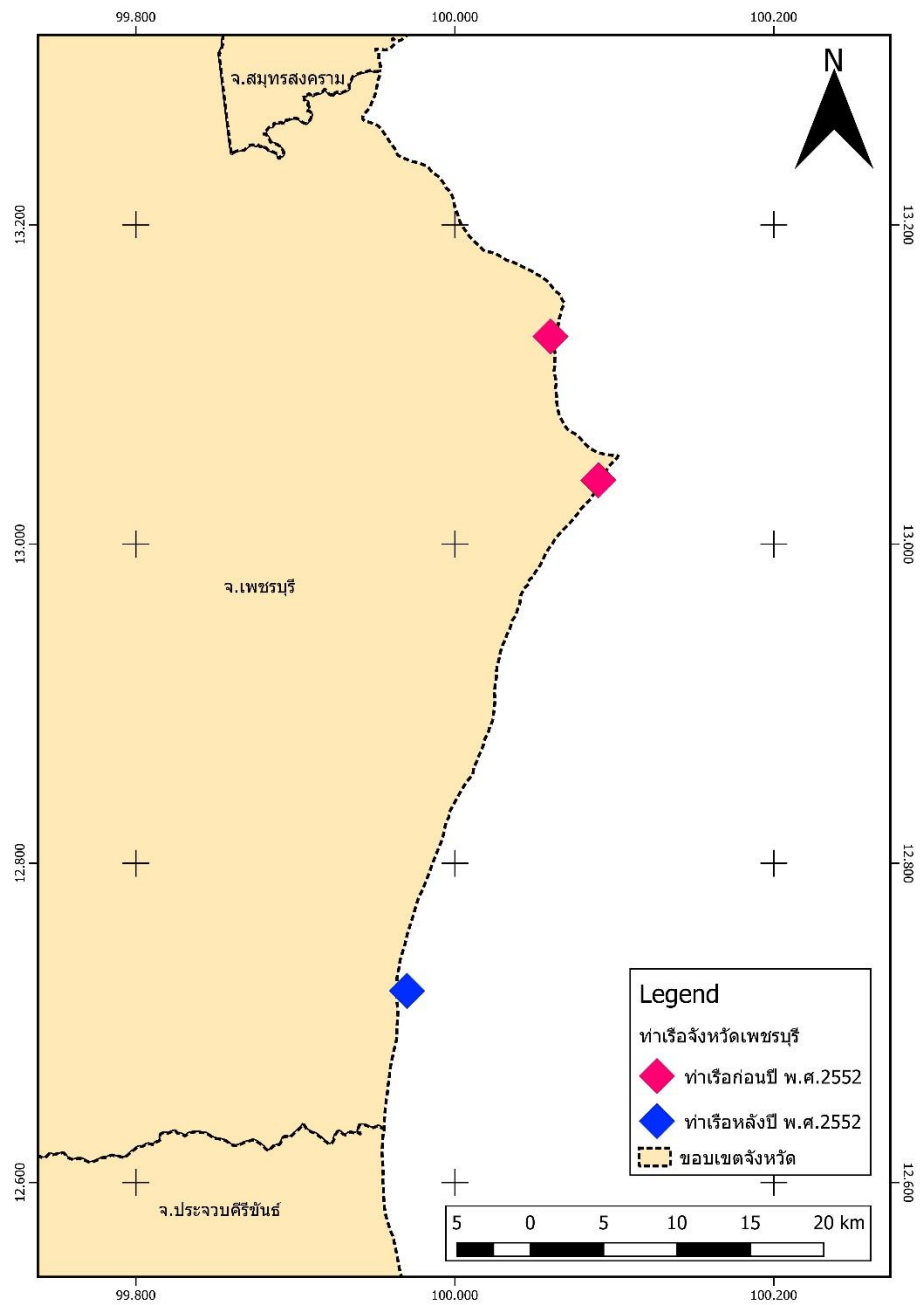 99.800 100.000 100.200
N
จ.สมุทรสงคราม
13.200 13.200
13.000 13.000
จ.เพชรบุรี
12.800 12.800
Legend
ท่าเรือจังหวัดเพชรบุรี
ท่าเรือก่อนปี พ.ศ.2552
ท่าเรือหลังปี พ.ศ.2552
ขอบเขตจังหวัด
12.600 12.600
จ.ประจวบคีรีขันธ์
5 0 5 10 15 20 km
99.800 100.000 100.200